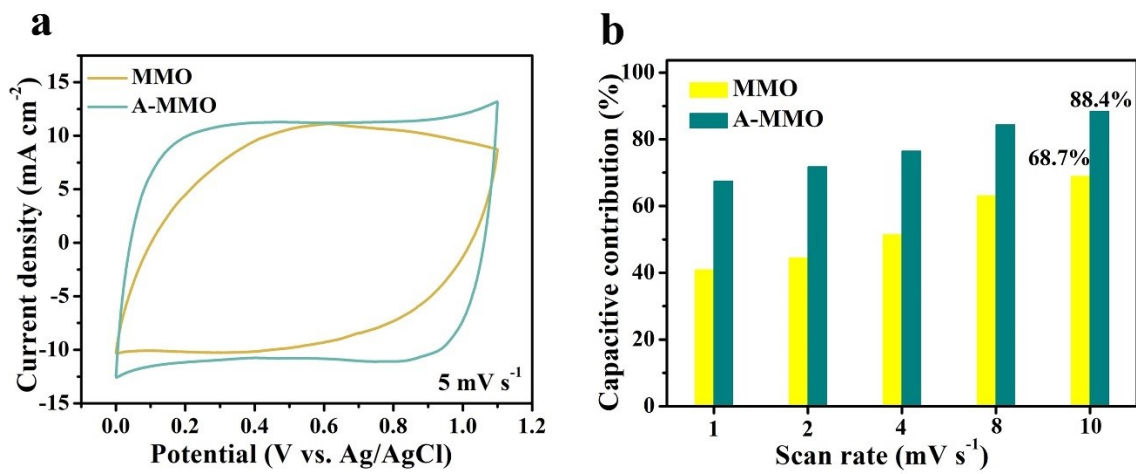 a
MMO
A-MMO
Current density (mA cm⁻²)
15
10
5
0
-5
-10
-15
5 mV s⁻¹
0.0 0.2 0.4 0.6 0.8 1.0 1.2
Potential (V vs. Ag/AgCl)
b
MMO
A-MMO
88.4%
68.7%
Capacitive contribution (%)
100
80
60
40
20
0
1 2 4 8 10
Scan rate (mV s⁻¹)